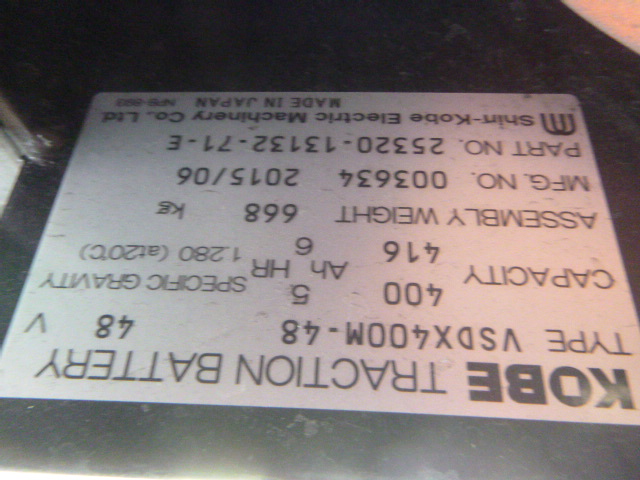 KOBE TRACTION BATTERY
TYPE VSDX400M-48 48 V
400 5
CAPACITY Ah HR SPECIFIC GRAVITY
416 6 1.280 (at20℃)
ASSEMBLY WEIGHT 668 kg
MFG. NO. 003634 2015/06
PART NO. 25320-13132-71-E
Shin-Kobe Electric Machinery Co., Ltd.
MADE IN JAPAN NPB-893